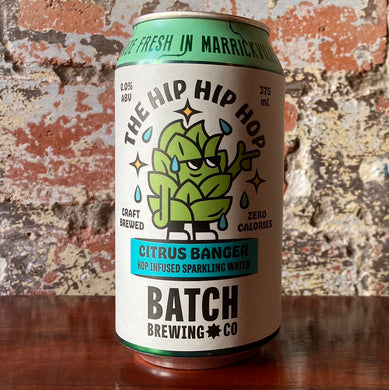 FRESH IN MARRICKVILL
0.0%
ABV
375
mL
THE HIP HIP HOP
CRAFT
BREWED
ZERO
CALORIES
CITRUS BANGER
HOP INFUSED SPARKLING WATER
BATCH
BREWING CO